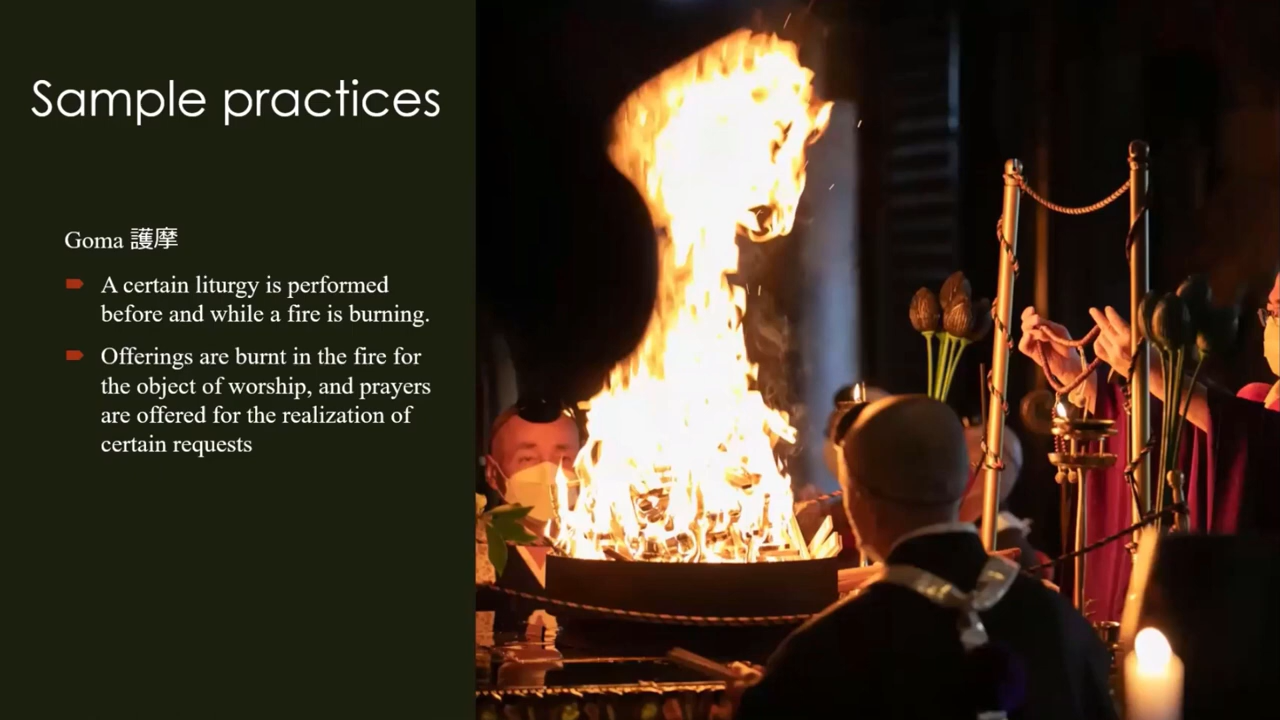 Sample practices
Goma 護摩
A certain liturgy is performed
before and while a fire is burning.
Offerings are burnt in the fire for
the object of worship, and prayers
are offered for the realization of
certain requests